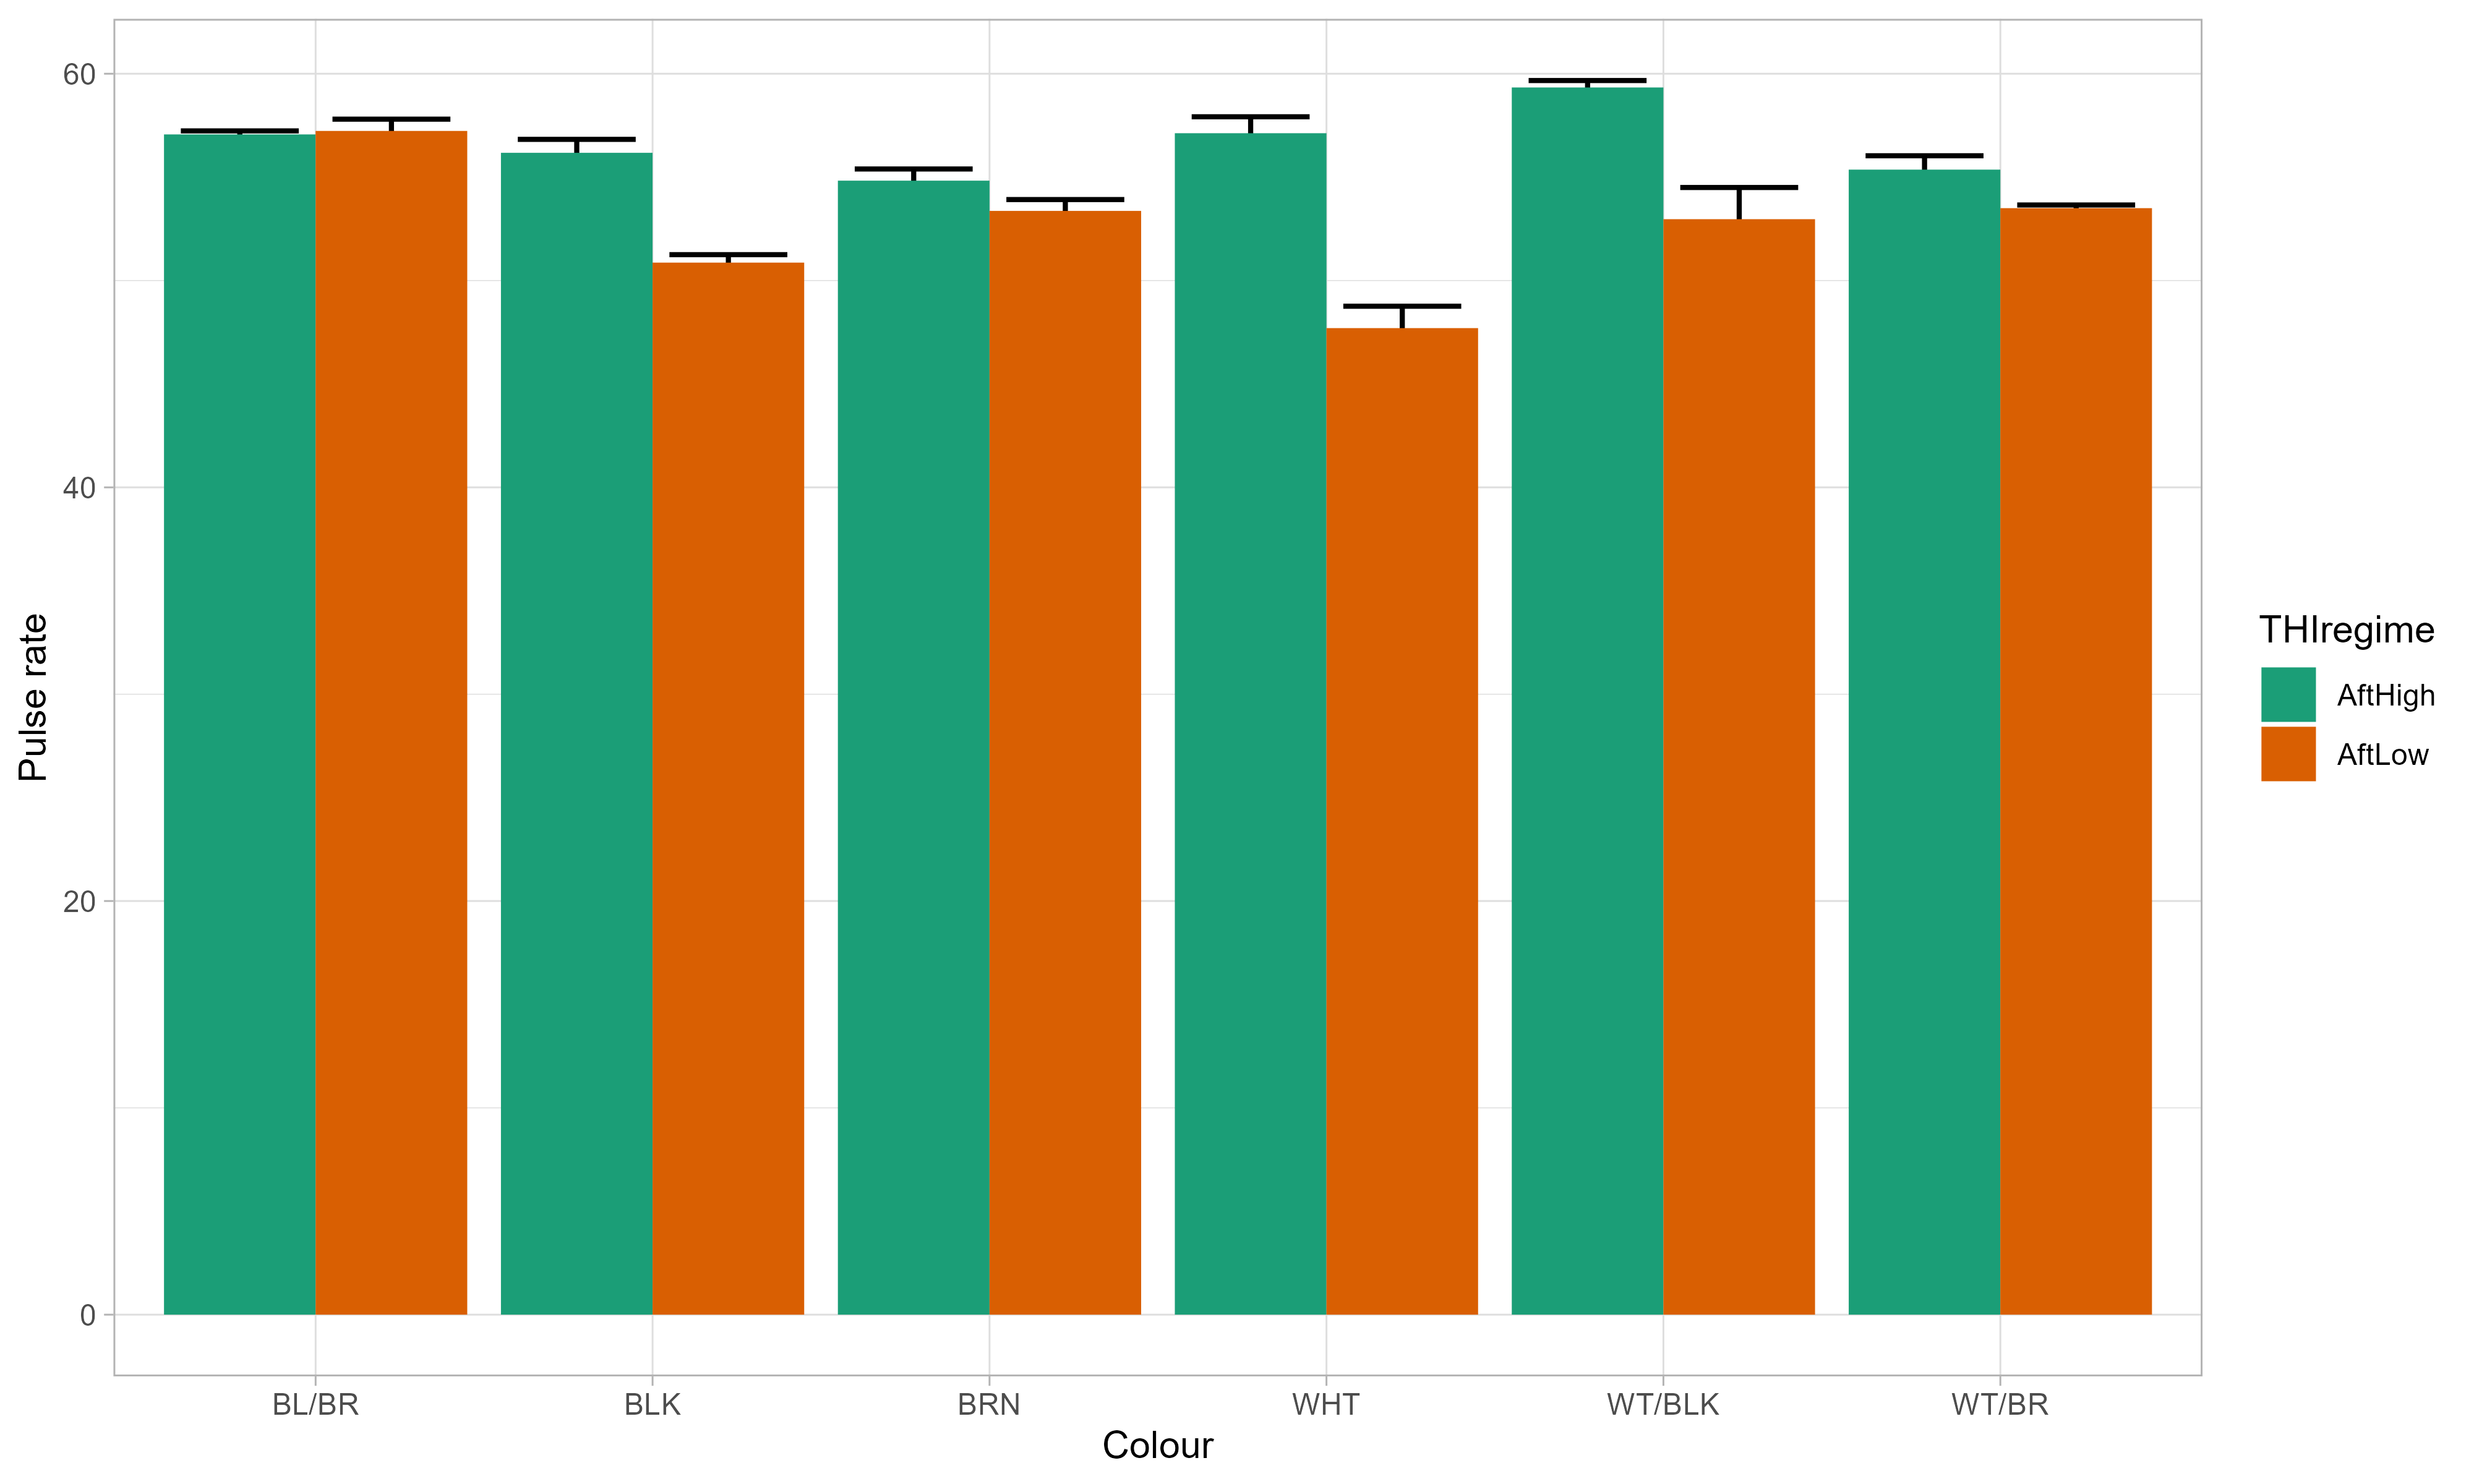 60
40
20
0
Pulse rate
BL/BR BLK BRN WHT WT/BLK WT/BR
Colour
THIregime
AftHigh
AftLow